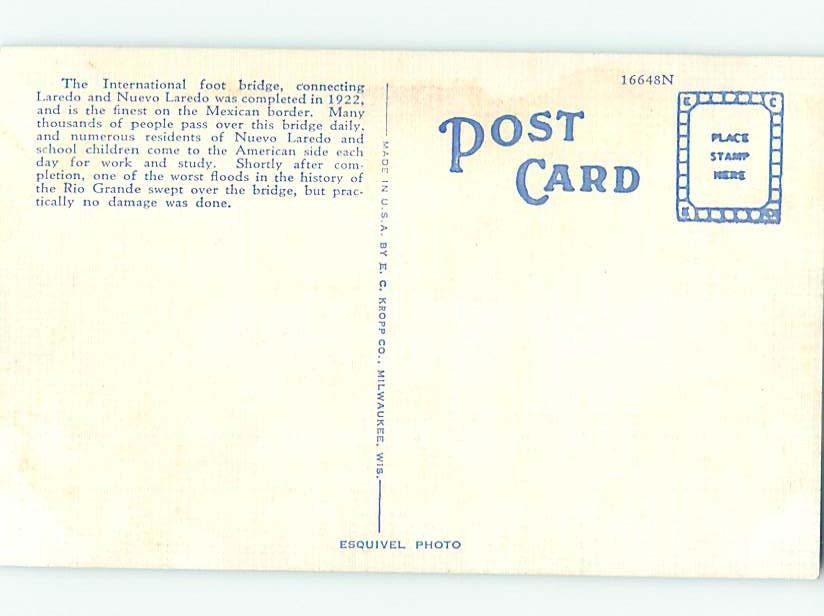 The International foot bridge, connecting
Laredo and Nuevo Laredo was completed in 1922,
and is the finest on the Mexican border. Many
thousands of people pass over this bridge daily,
and numerous residents of Nuevo Laredo and
school children come to the American side each
day for work and study. Shortly after com-
pletion, one of the worst floods in the history of
the Rio Grande swept over the bridge, but prac-
tically no damage was done.
MADE IN U.S.A. BY E. C. KROPP CO., MILWAUKEE, WIS.
16648N
POST
CARD
PLACE
STAMP
HERE
ESQUIVEL PHOTO